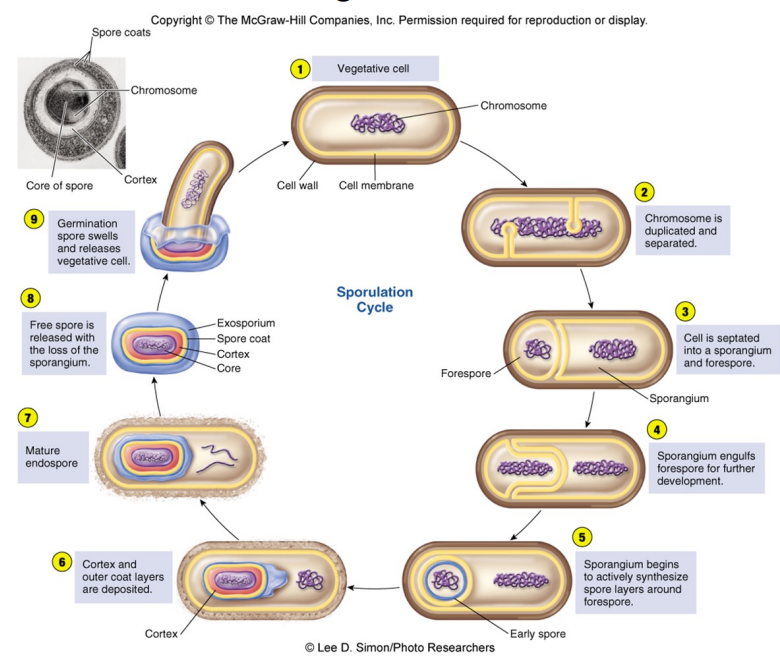 Copyright © The McGraw-Hill Companies, Inc. Permission required for reproduction or display.
Spore coats
Chromosome
Core of spore
Cortex
1
Vegetative cell
Chromosome
Cell wall
Cell membrane
2
Chromosome is
duplicated and
separated.
3
Cell is septated
into a sporangium
and forespore.
Forespore
Sporangium
4
Sporangium engulfs
forespore for further
development.
5
Sporangium begins
to actively synthesize
spore layers around
forespore.
Early spore
6
Cortex and
outer coat layers
are deposited.
Cortex
7
Mature
endospore
8
Free spore is
released with
the loss of the
sporangium.
Exosporium
Spore coat
Cortex
Core
9
Germination
spore swells
and releases
vegetative cell.
Sporulation
Cycle
© Lee D. Simon/Photo Researchers